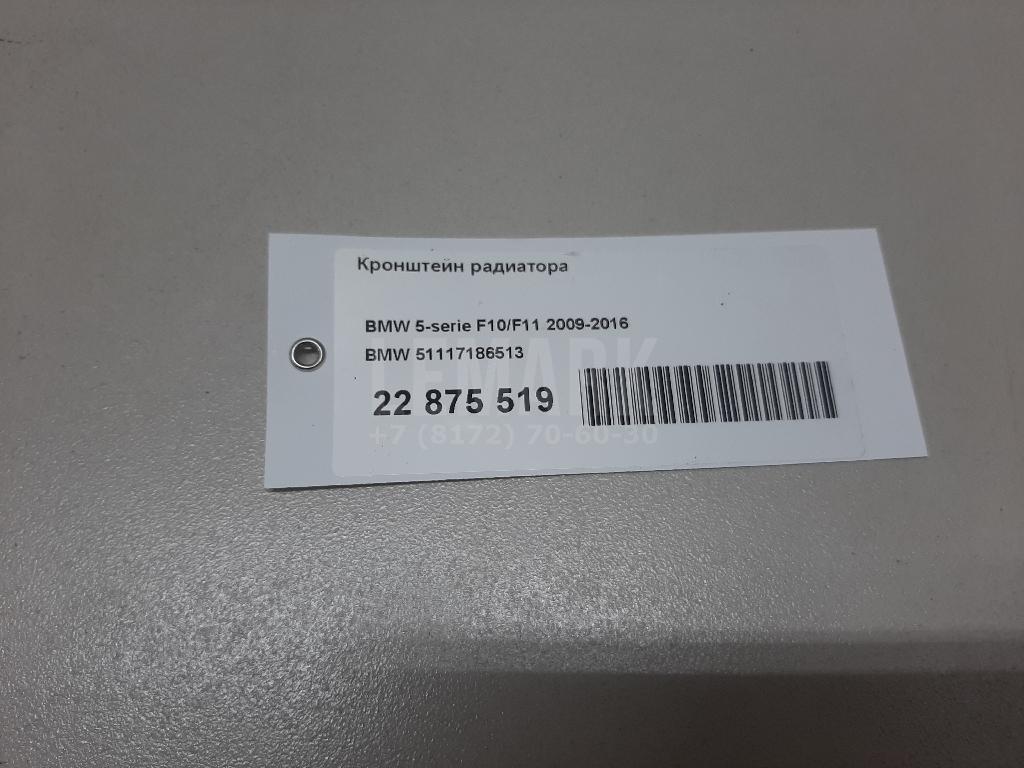 Кронштейн радиатора
BMW 5-serie F10/F11 2009-2016
BMW 51117186513
LEMARK
22 875 519
+7 (8172) 70-60-30